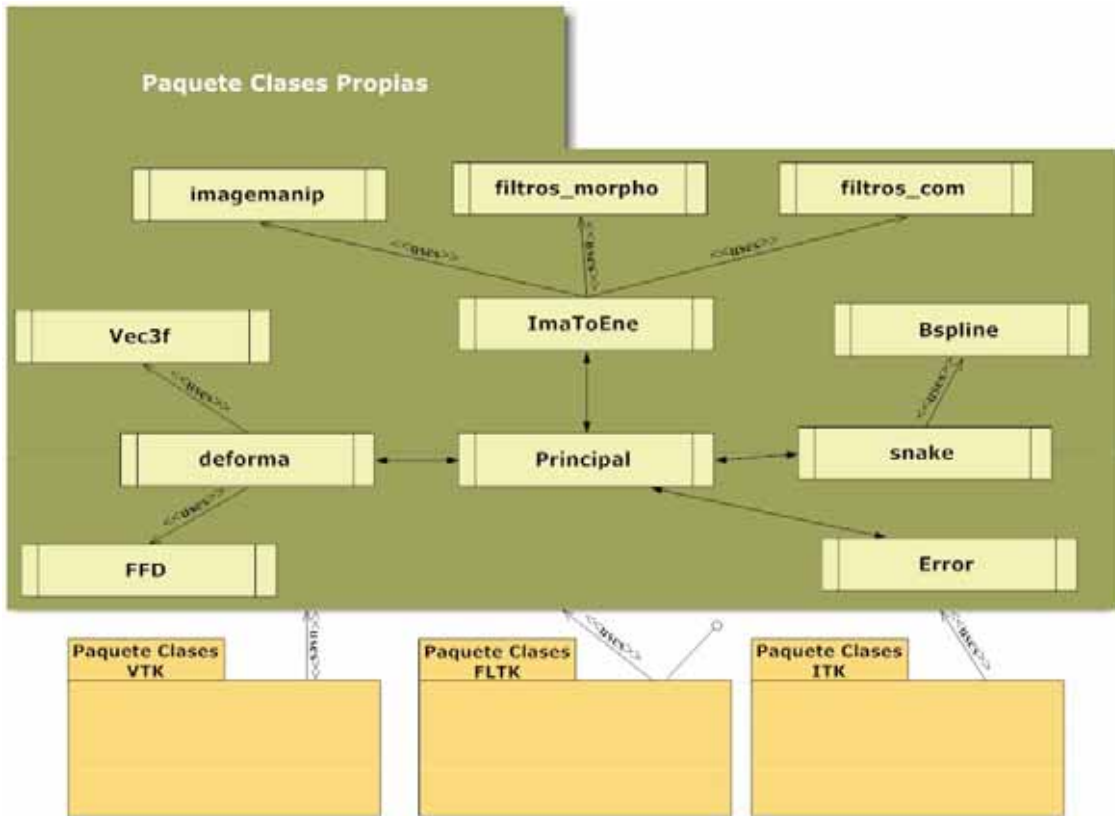 Paquete Clases Propias
imagemanip
filtros_morpho
filtros_com
<<uses>>
<<uses>>
<<uses>>
ImaToEne
Vec3f
Bspline
<<uses>>
<<uses>>
deforma
Principal
snake
<<uses>>
FFD
Error
<<uses>>
<<uses>>
<<uses>>
Paquete Clases
VTK
Paquete Clases
FLTK
Paquete Clases
ITK